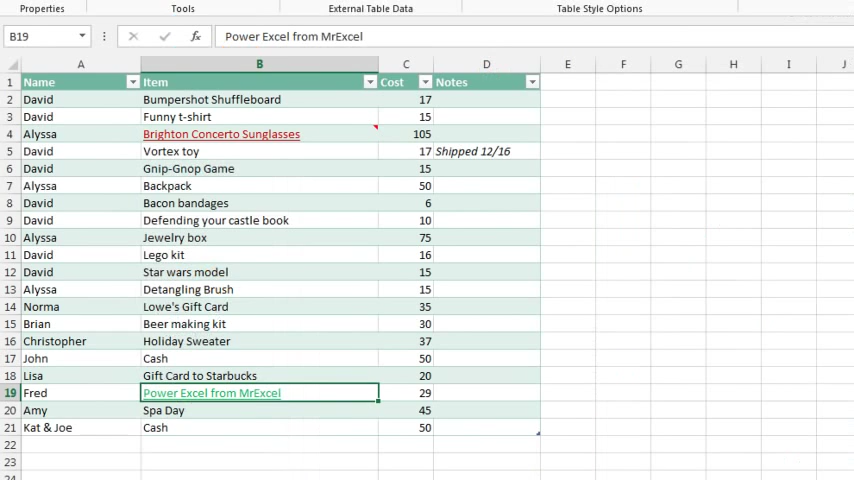 Properties Tools External Table Data Table Style Options
B19 fx Power Excel from MrExcel
A B C D E F G H I J
1 Name Item Cost Notes
2 David Bumpershot Shuffleboard 17
3 David Funny t-shirt 15
4 Alyssa Brighton Concerto Sunglasses 105
5 David Vortex toy 17 Shipped 12/16
6 David Gnip-Gnop Game 15
7 Alyssa Backpack 50
8 David Bacon bandages 6
9 David Defending your castle book 10
10 Alyssa Jewelry box 75
11 David Lego kit 16
12 David Star wars model 15
13 Alyssa Detangling Brush 15
14 Norma Lowe's Gift Card 35
15 Brian Beer making kit 30
16 Christopher Holiday Sweater 37
17 John Cash 50
18 Lisa Gift Card to Starbucks 20
19 Fred Power Excel from MrExcel 29
20 Amy Spa Day 45
21 Kat & Joe Cash 50
22
23
24